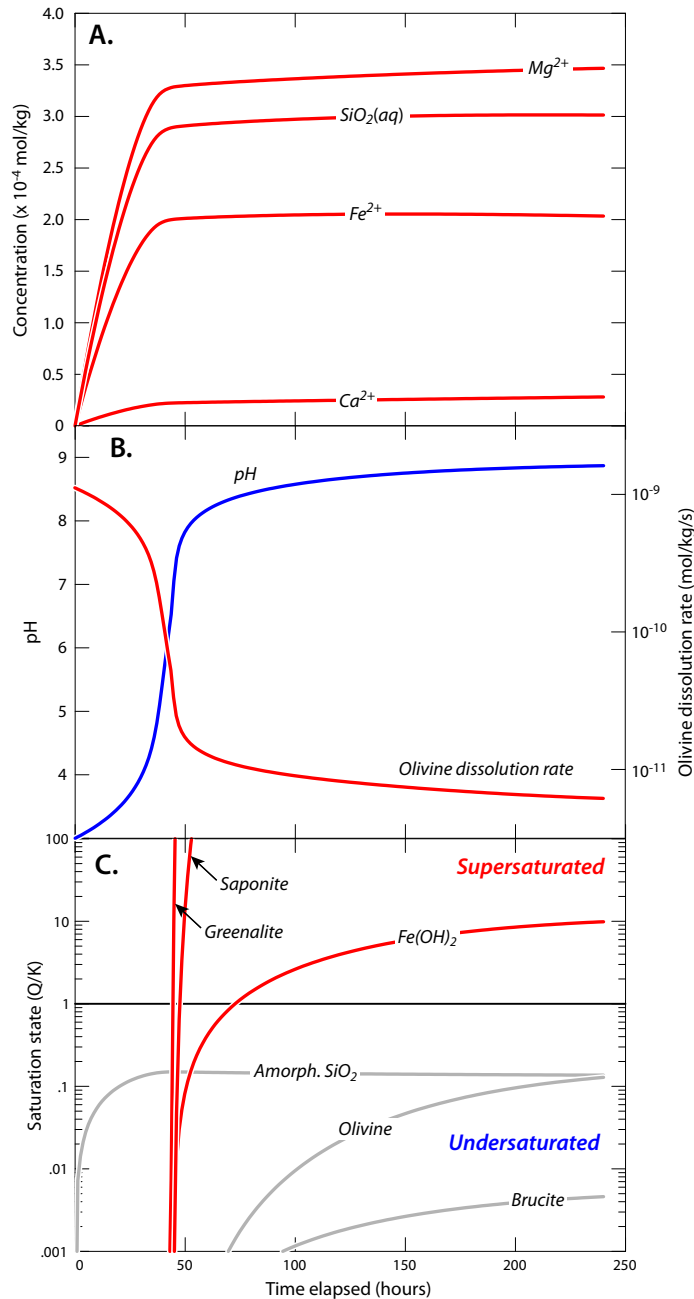 A.
4.0
3.5
3.0
2.5
2.0
1.5
1.0
0.5
0
Concentration (x 10⁻⁴ mol/kg)
Mg²⁺
SiO₂(aq)
Fe²⁺
Ca²⁺
B.
9
8
7
6
5
4
pH
pH
Olivine dissolution rate
10⁻⁹
10⁻¹⁰
10⁻¹¹
Olivine dissolution rate (mol/kg/s)
C.
100
10
1
.1
.01
.001
Saturation state (Q/K)
Supersaturated
Saponite
Greenalite
Fe(OH)₂
Amorph. SiO₂
Olivine
Undersaturated
Brucite
0 50 100 150 200 250
Time elapsed (hours)